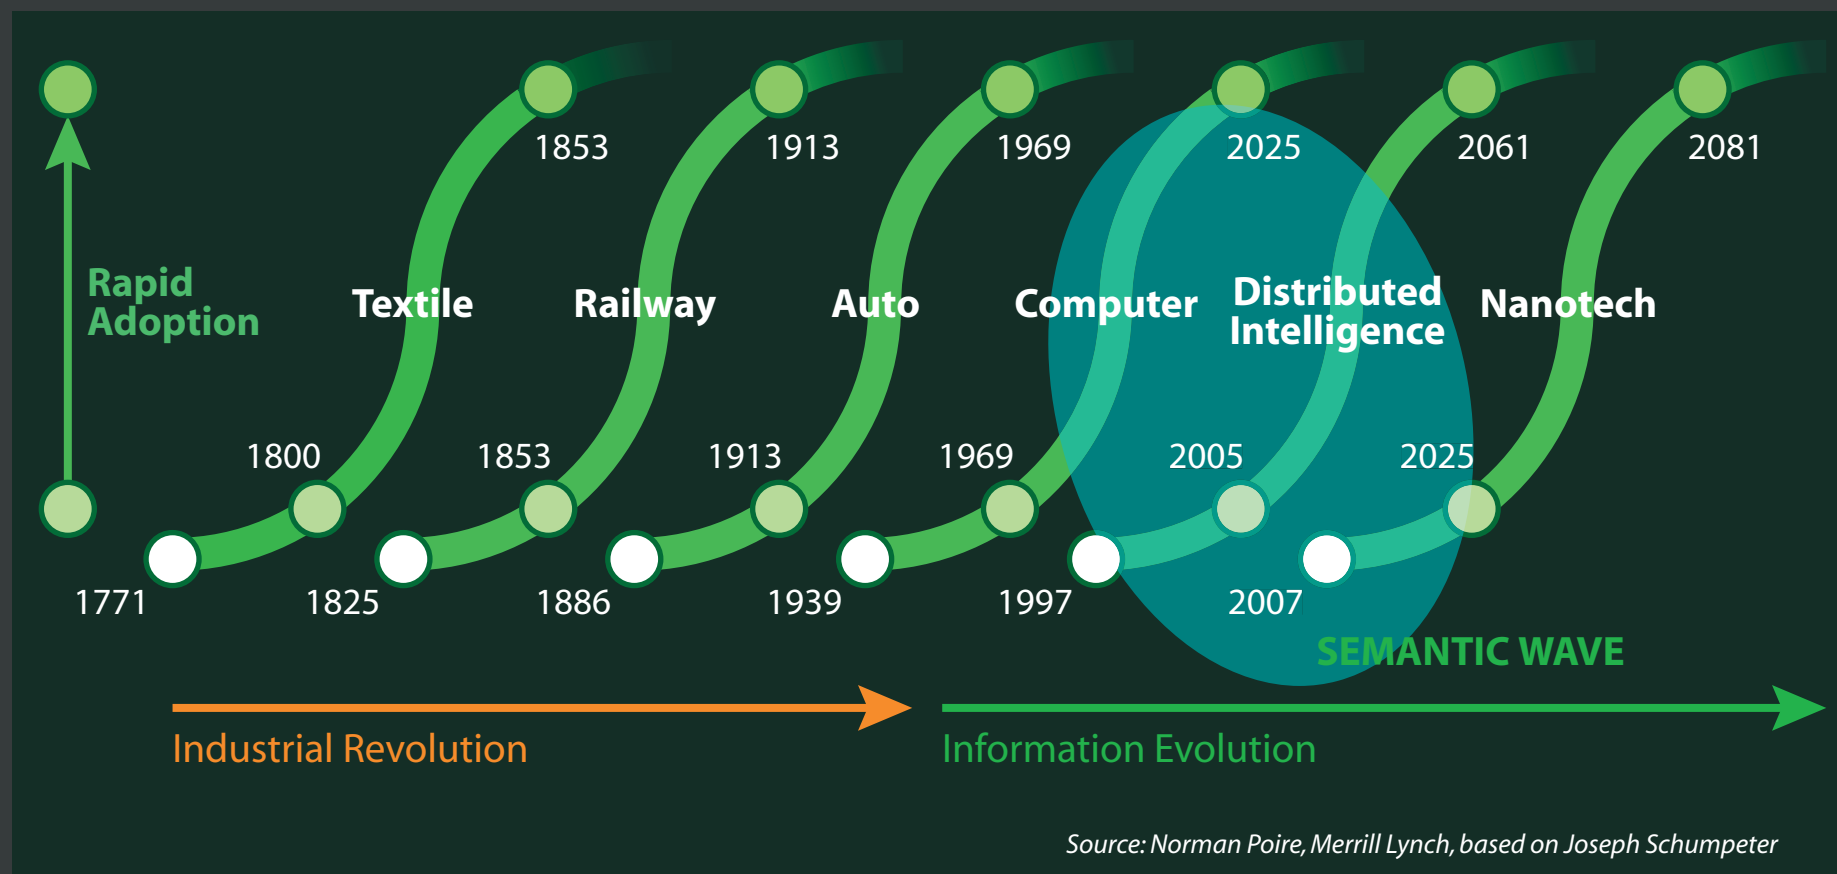 1853
1913
1969
2025
2061
2081
Rapid
Adoption
Textile
Railway
Auto
Computer
Distributed
Intelligence
Nanotech
1800
1853
1913
1969
2005
2025
1771
1825
1886
1939
1997
2007
SEMANTIC WAVE
Industrial Revolution
Information Evolution
Source: Norman Poire, Merrill Lynch, based on Joseph Schumpeter